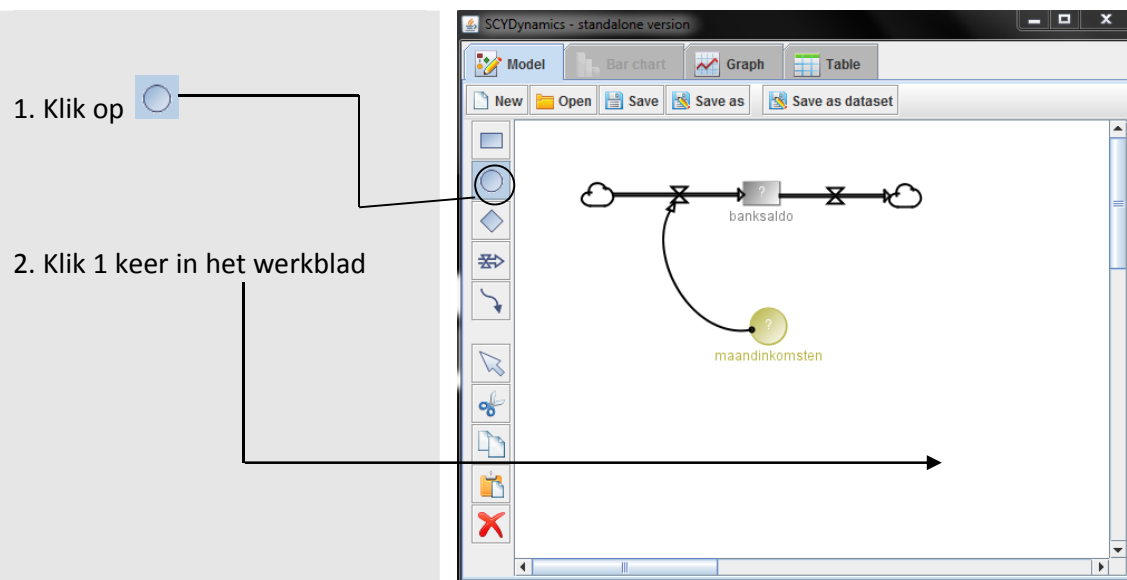 1. Klik op
2. Klik 1 keer in het werkblad
SCYDynamics - standalone version
Model Bar chart Graph Table
New Open Save Save as Save as dataset
?
banksaldo
?
maandinkomsten